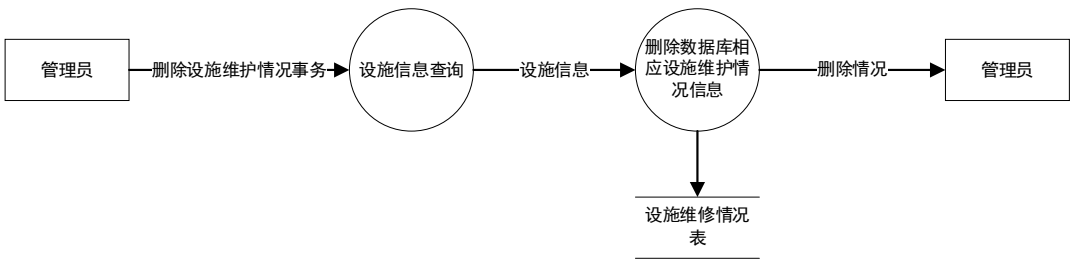 管理员
删除设施维护情况事务
设施信息查询
设施信息
删除数据库相
应设施维护情
况信息
删除情况
管理员
设施维修情况
表